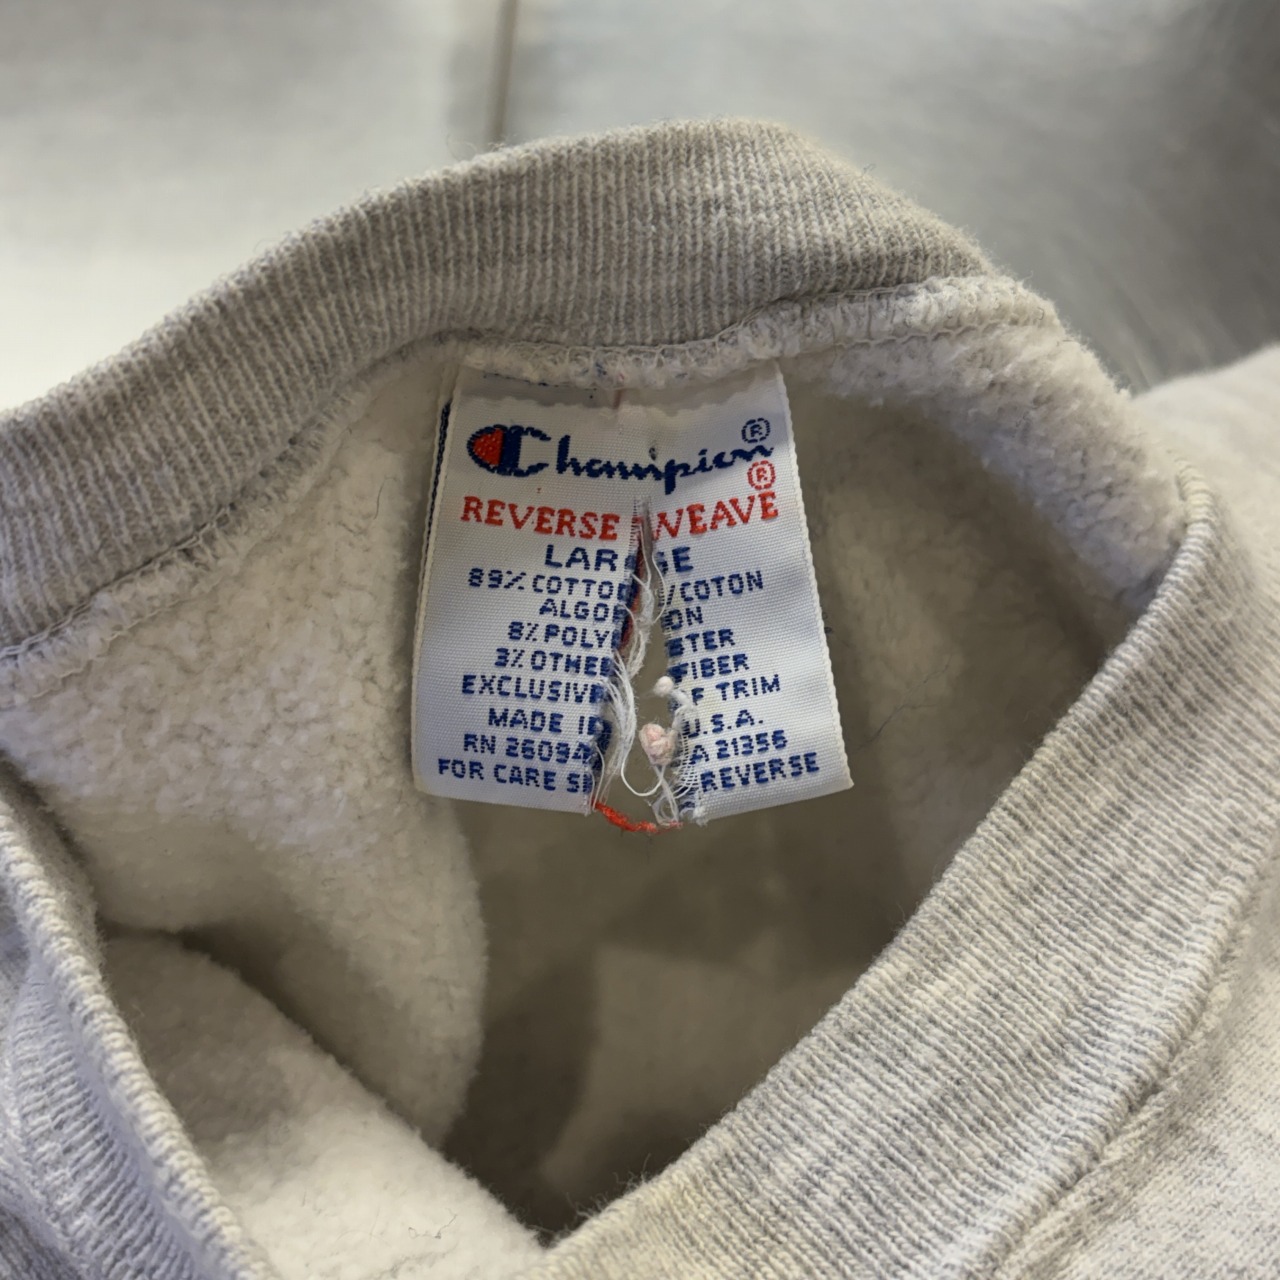 Champion®
REVERSE WEAVE®
LAR GE
89% COTTO /COTON
ALGO ON
8% POLY STER
3% OTHE FIBER
EXCLUSIV F TRIM
MADE I U.S.A.
RN 26094 A 21356
FOR CARE S REVERSE